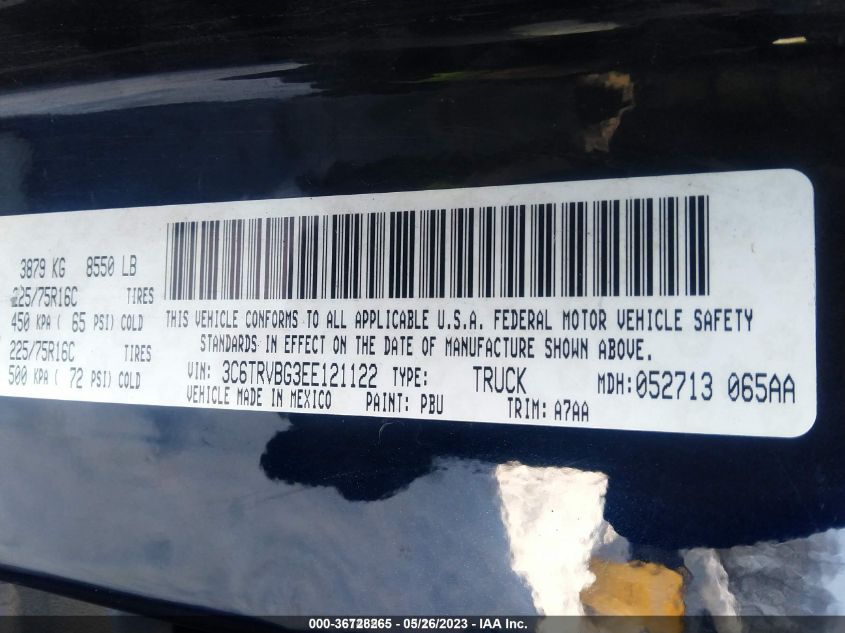 3879 KG 8550 LB
225/75R16C TIRES
450 KPA ( 65 PSI) COLD
225/75R16C TIRES
500 KPA ( 72 PSI) COLD
THIS VEHICLE CONFORMS TO ALL APPLICABLE U.S.A. FEDERAL MOTOR VEHICLE SAFETY
STANDARDS IN EFFECT ON THE DATE OF MANUFACTURE SHOWN ABOVE.
VIN: 3C6TRVBG3EE121122 TYPE: TRUCK MDH:052713 065AA
VEHICLE MADE IN MEXICO PAINT: PBU TRIM: A7AA
000-36728265 - 05/26/2023 - IAA Inc.